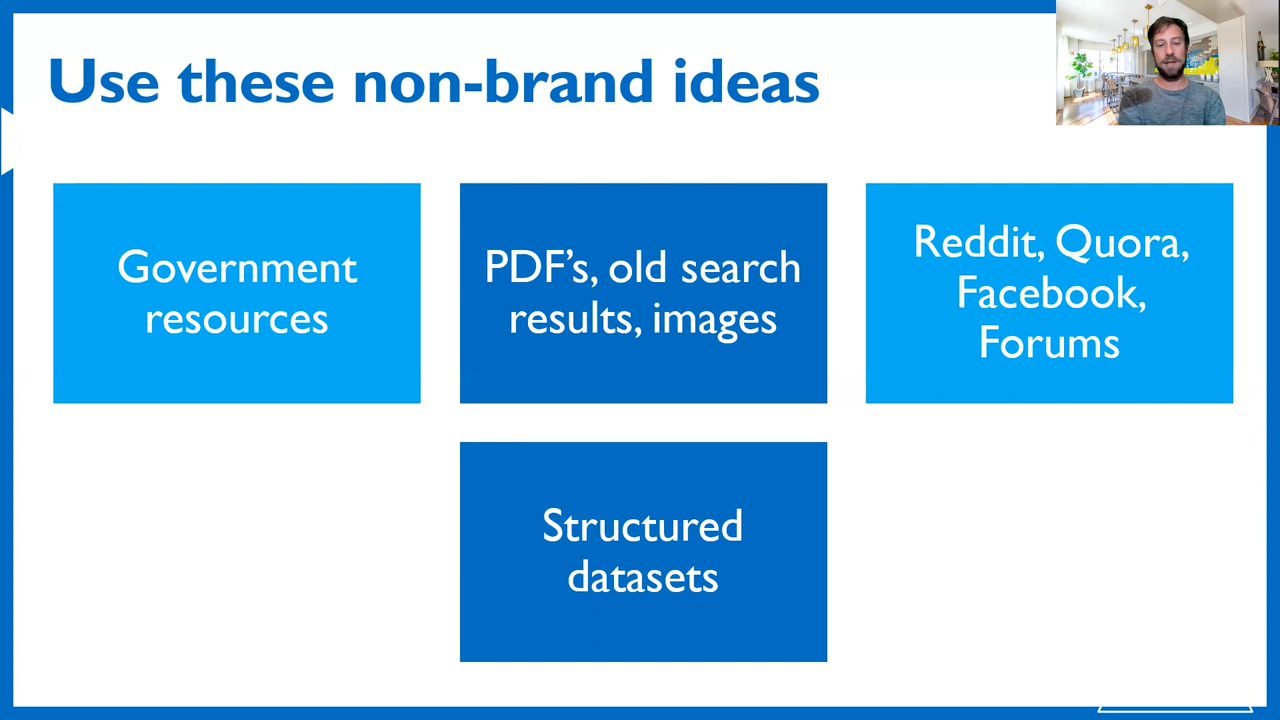 Use these non-brand ideas
Government
resources
PDF’s, old search
results, images
Reddit, Quora,
Facebook,
Forums
Structured
datasets